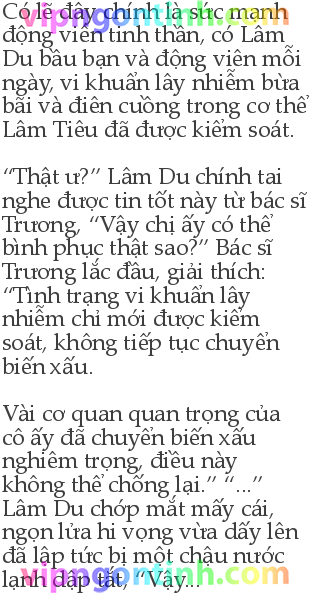 Có lẽ đây chính là sức mạnh
động viên tinh thần, có Lâm
Du bầu bạn và động viên mỗi
ngày, vi khuẩn lây nhiễm bừa
bãi và điên cuồng trong cơ thể
Lâm Tiêu đã được kiểm soát.
“Thật ư?” Lâm Du chính tai
nghe được tin tốt này từ bác sĩ
Trương, “Vậy chị ấy có thể
bình phục thật sao?” Bác sĩ
Trương lắc đầu, giải thích:
“Tình trạng vi khuẩn lây
nhiễm chỉ mới được kiểm
soát, không tiếp tục chuyển
biến xấu.
Vài cơ quan quan trọng của
cô ấy đã chuyển biến xấu
nghiêm trọng, điều này
không thể chống lại.” “...”
Lâm Du chớp mắt mấy cái,
ngọn lửa hi vọng vừa dấy lên
đã lập tức bị một chậu nước
lạnh dập tắt, “Vậy...
vipngontinh.com
vipngontinh.com